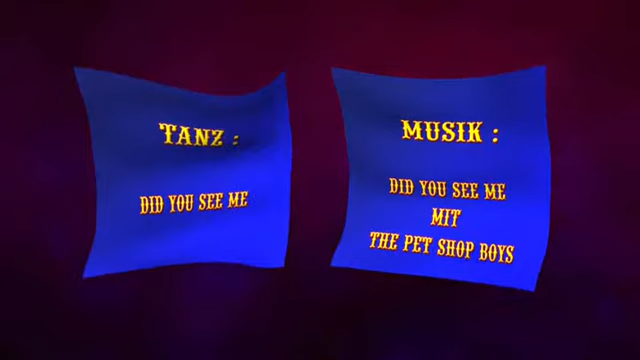 TANZ :
DID YOU SEE ME
MUSIK :
DID YOU SEE ME
MIT
THE PET SHOP BOYS